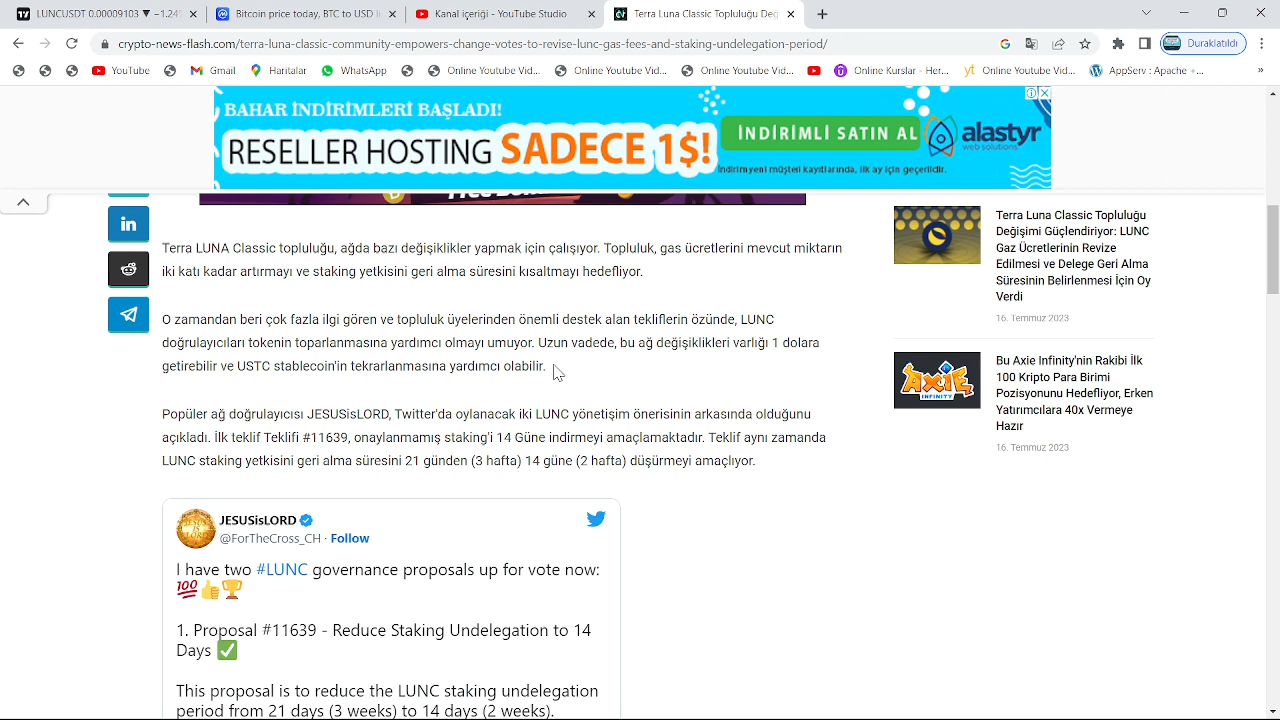 LUNCUSDT 0.00009103 ▼ −1.24%
Bitcoin price today, BTC to USD li
Kanal içeriği - YouTube Studio
Terra Luna Classic Topluluğu Değ
crypto-news-flash.com/terra-luna-classic-community-empowers-change-votes-to-revise-lunc-gas-fees-and-staking-undelegation-period/
Duraklatıldı
YouTube
Gmail
Haritalar
WhatsApp
Online Youtube Vid...
Online Youtube Vid...
Online Youtube Vid...
Online Kurslar - Her...
Online Youtube Vid...
AppServ : Apache +...
BAHAR İNDİRİMLERİ BAŞLADI!
RESELLER HOSTING SADECE 1$!
İNDİRİMLİ SATIN AL
alastyr
web solutions
İndirim yeni müşteri kayıtlarında, ilk ay için geçerlidir.
Terra LUNA Classic topluluğu, ağda bazı değişiklikler yapmak için çalışıyor. Topluluk, gas ücretlerini mevcut miktarın
iki katı kadar artırmayı ve staking yetkisini geri alma süresini kısaltmayı hedefliyor.
O zamandan beri çok fazla ilgi gören ve topluluk üyelerinden önemli destek alan tekliflerin özünde, LUNC
doğrulayıcıları tokenin toparlanmasına yardımcı olmayı umuyor. Uzun vadede, bu ağ değişiklikleri varlığı 1 dolara
getirebilir ve USTC stablecoin'in tekrarlanmasına yardımcı olabilir.
Popüler ağ doğrulayıcısı JESUSisLORD, Twitter'da oylanacak iki LUNC yönetişim önerisinin arkasında olduğunu
açıkladı. İlk teklif Teklifi #11639, onaylanmamış staking'i 14 Güne indirmeyi amaçlamaktadır. Teklif aynı zamanda
LUNC staking yetkisini geri alma süresini 21 günden (3 hafta) 14 güne (2 hafta) düşürmeyi amaçlıyor.
JESUSisLORD
@ForTheCross_CH · Follow
I have two #LUNC governance proposals up for vote now:
💯👍🏆
1. Proposal #11639 - Reduce Staking Undelegation to 14
Days ✅
This proposal is to reduce the LUNC staking undelegation
period from 21 days (3 weeks) to 14 days (2 weeks).
Terra Luna Classic Topluluğu
Değişimi Güçlendiriyor: LUNC
Gaz Ücretlerinin Revize
Edilmesi ve Delege Geri Alma
Süresinin Belirlenmesi İçin Oy
Verdi
16. Temmuz 2023
AXIE
INFINITY
Bu Axie Infinity'nin Rakibi İlk
100 Kripto Para Birimi
Pozisyonunu Hedefliyor, Erken
Yatırımcılara 40x Vermeye
Hazır
16. Temmuz 2023